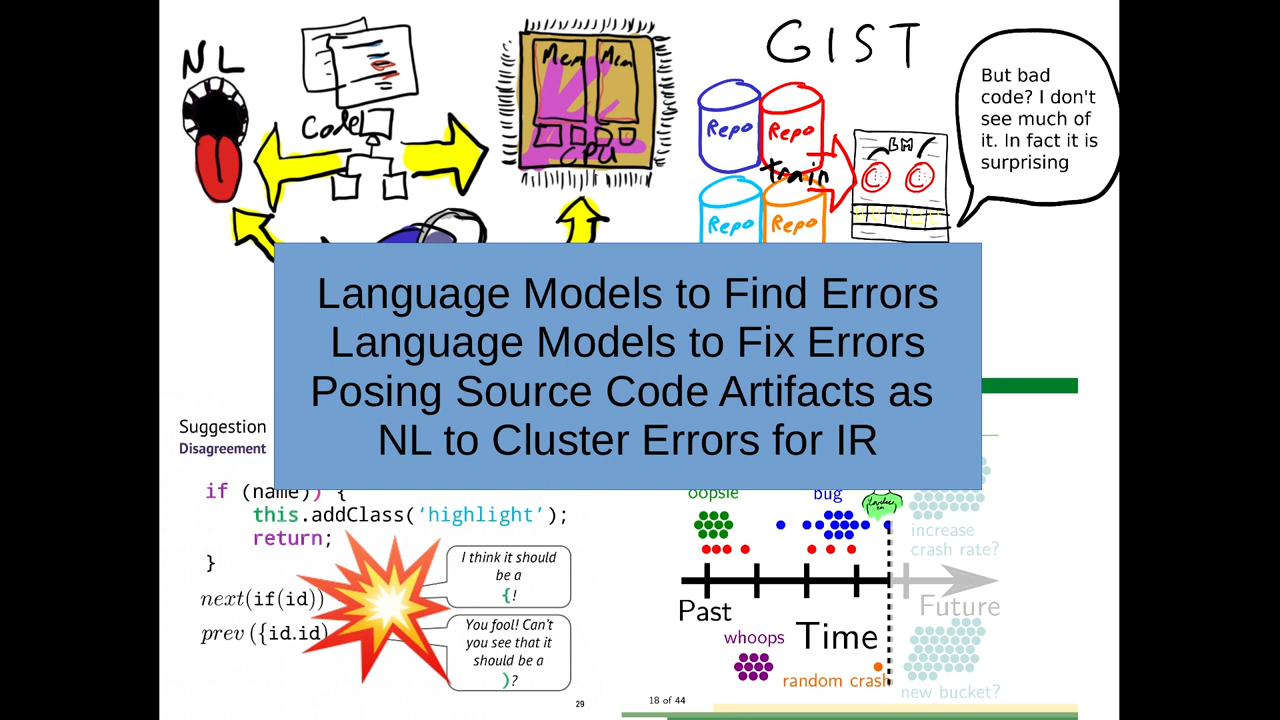 NL
Code
Mem Mem
CPU
GIST
Repo Repo
train
Repo Repo
LM
But bad
code? I don't
see much of
it. In fact it is
surprising
Language Models to Find Errors
Language Models to Fix Errors
Posing Source Code Artifacts as
NL to Cluster Errors for IR
Suggestion
Disagreement
if (name)) {
this.addClass(‘highlight’);
return;
}
next(if(id))
prev({id.id)
I think it should
be a
{!
You fool! Can't
you see that it
should be a
)?
29
oopsie
bug
increase
crash rate?
Past
Future
Time
whoops
random crash
new bucket?
18 of 44